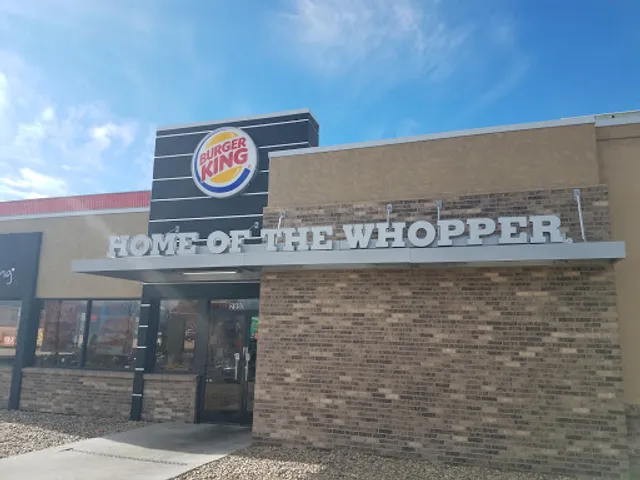 BURGER
KING
HOME OF THE WHOPPER